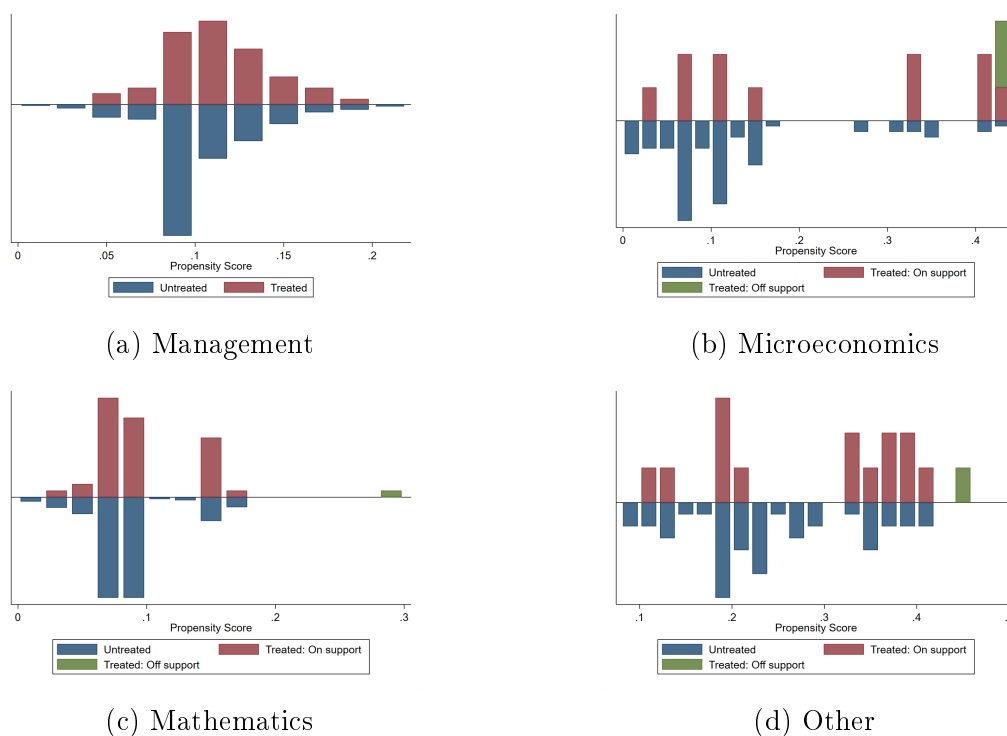 0 .05 .1 .15 .2
Propensity Score
Untreated Treated
(a) Management
0 .1 .2 .3 .4
Propensity Score
Untreated Treated: On support
Treated: Off support
(b) Microeconomics
0 .1 .2 .3
Propensity Score
Untreated Treated: On support
Treated: Off support
(c) Mathematics
.1 .2 .3 .4
Propensity Score
Untreated Treated: On support
Treated: Off support
(d) Other